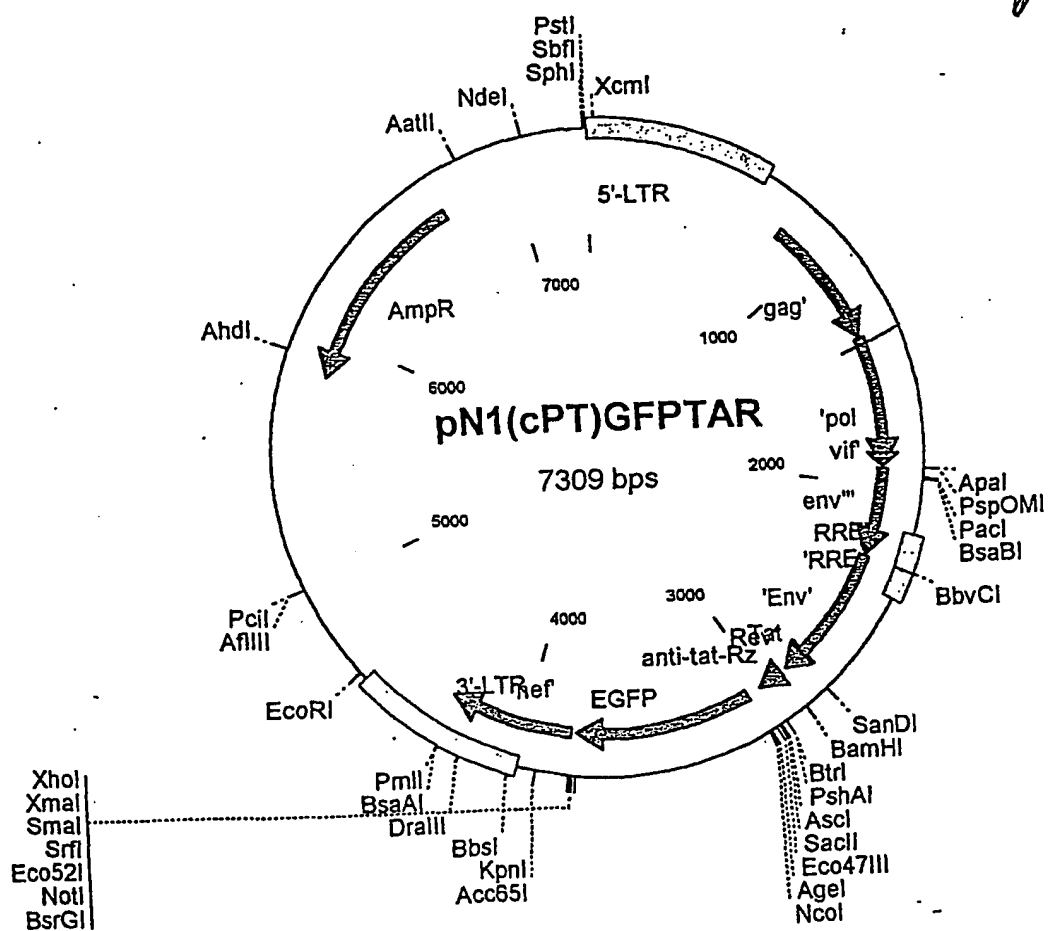 PstI
SbfI
SphI
XcmI
NdeI
AatII
5'-LTR
7000
AmpR
gag'
1000
AhdI
6000
pN1(cPT)GFPTAR
7309 bps
'pol
vif'
2000
ApaI
PspOMI
PacI
BsaBI
env'''
RRE
'RRE
5000
BbvCI
'Env'
3000
4000
Rev
Tat
anti-tat-Rz
PciI
AflIII
3'-LTR
nef'
EGFP
EcoRI
SanDI
BamHI
BtrI
PshAI
AscI
SacII
Eco47III
AgeI
NcoI
PmlI
BsaAI
DraIII
BbsI
KpnI
Acc65I
XhoI
XmaI
SmaI
SrfI
Eco52I
NotI
BsrGI